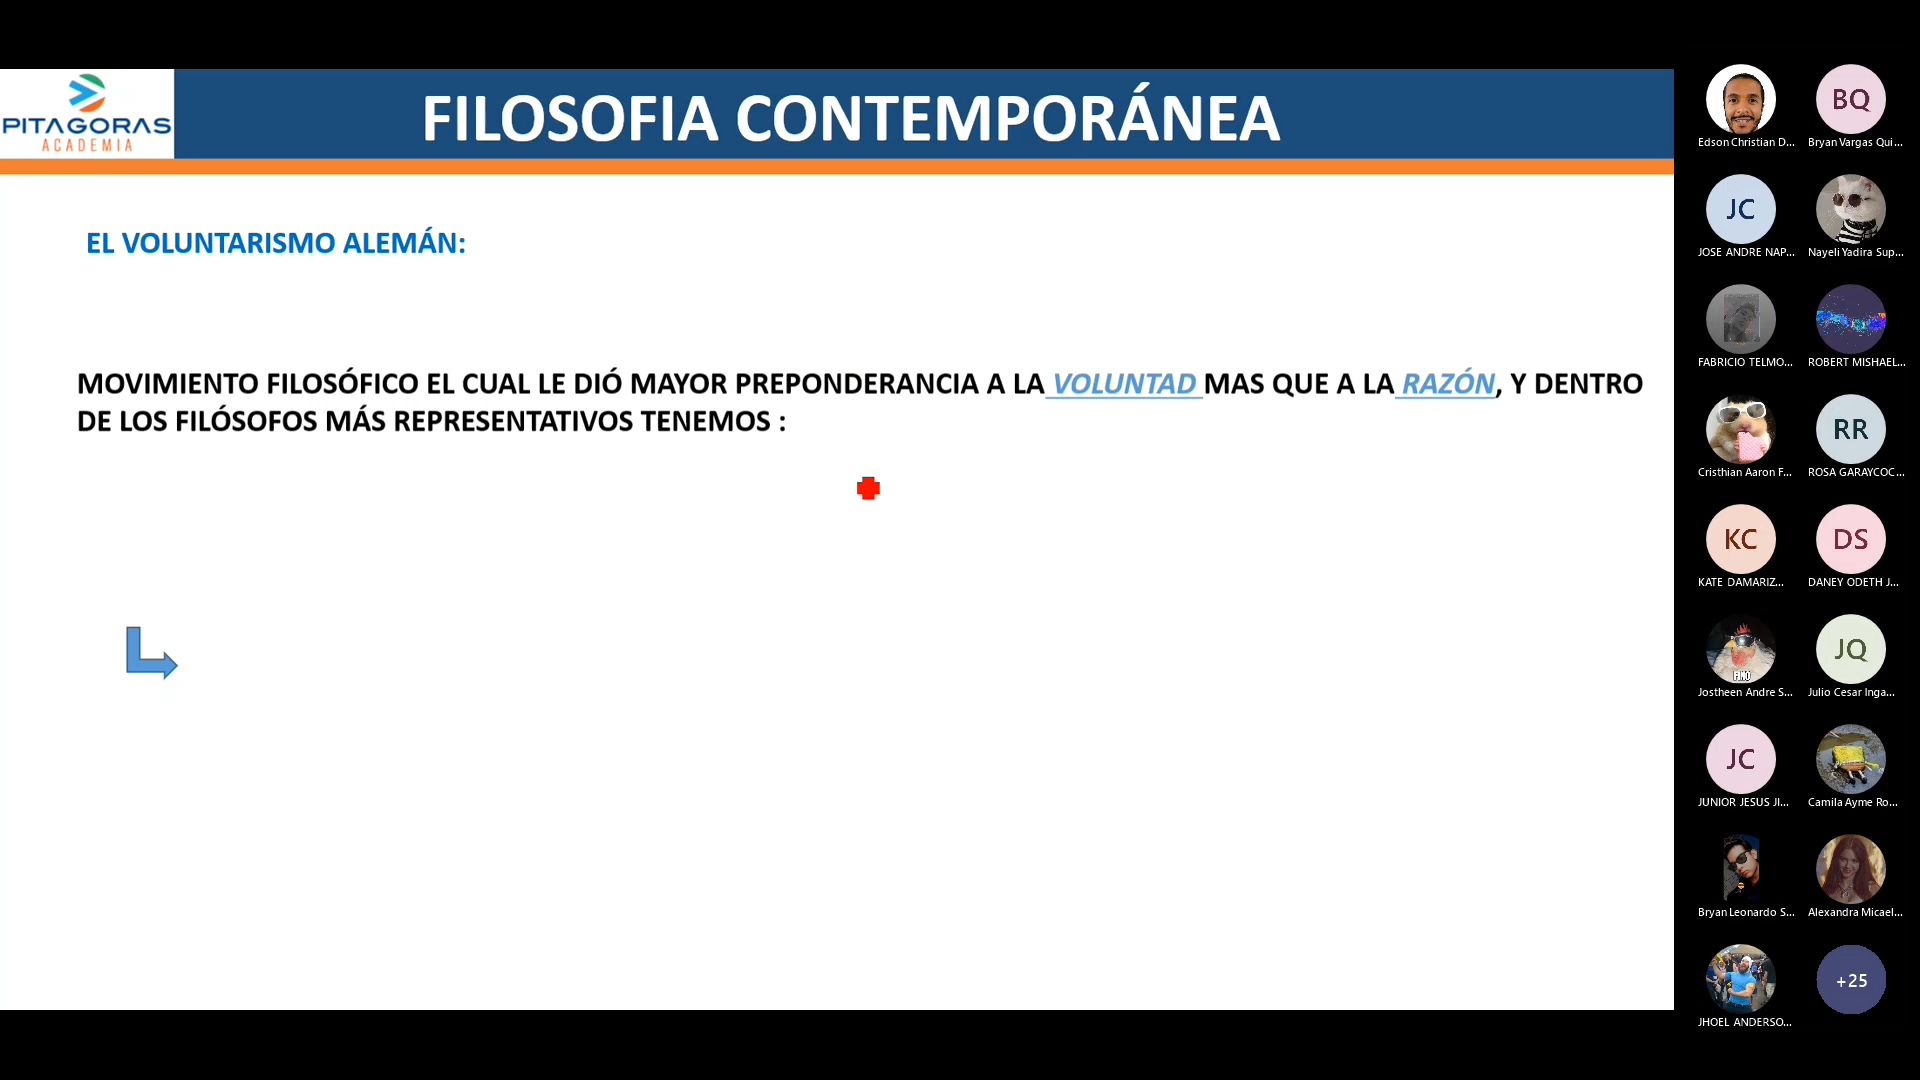 PITAGORAS
ACADEMIA
FILOSOFIA CONTEMPORÁNEA
EL VOLUNTARISMO ALEMÁN:
MOVIMIENTO FILOSÓFICO EL CUAL LE DIÓ MAYOR PREPONDERANCIA A LA VOLUNTAD MAS QUE A LA RAZÓN, Y DENTRO
DE LOS FILÓSOFOS MÁS REPRESENTATIVOS TENEMOS :
Edson Christian D...
BQ
Bryan Vargas Qui...
JC
JOSE ANDRE NAP...
Nayeli Yadira Sup...
FABRICIO TELMO...
ROBERT MISHAEL...
Cristhian Aaron F...
RR
ROSA GARAYCOC...
KC
KATE DAMARIZ...
DS
DANEY ODETH J...
FINO
Jostheen Andre S...
JQ
Julio Cesar Inga...
JC
JUNIOR JESUS JI...
Camila Ayme Ro...
Bryan Leonardo S...
Alexandra Micael...
JHOEL ANDERSO...
+25